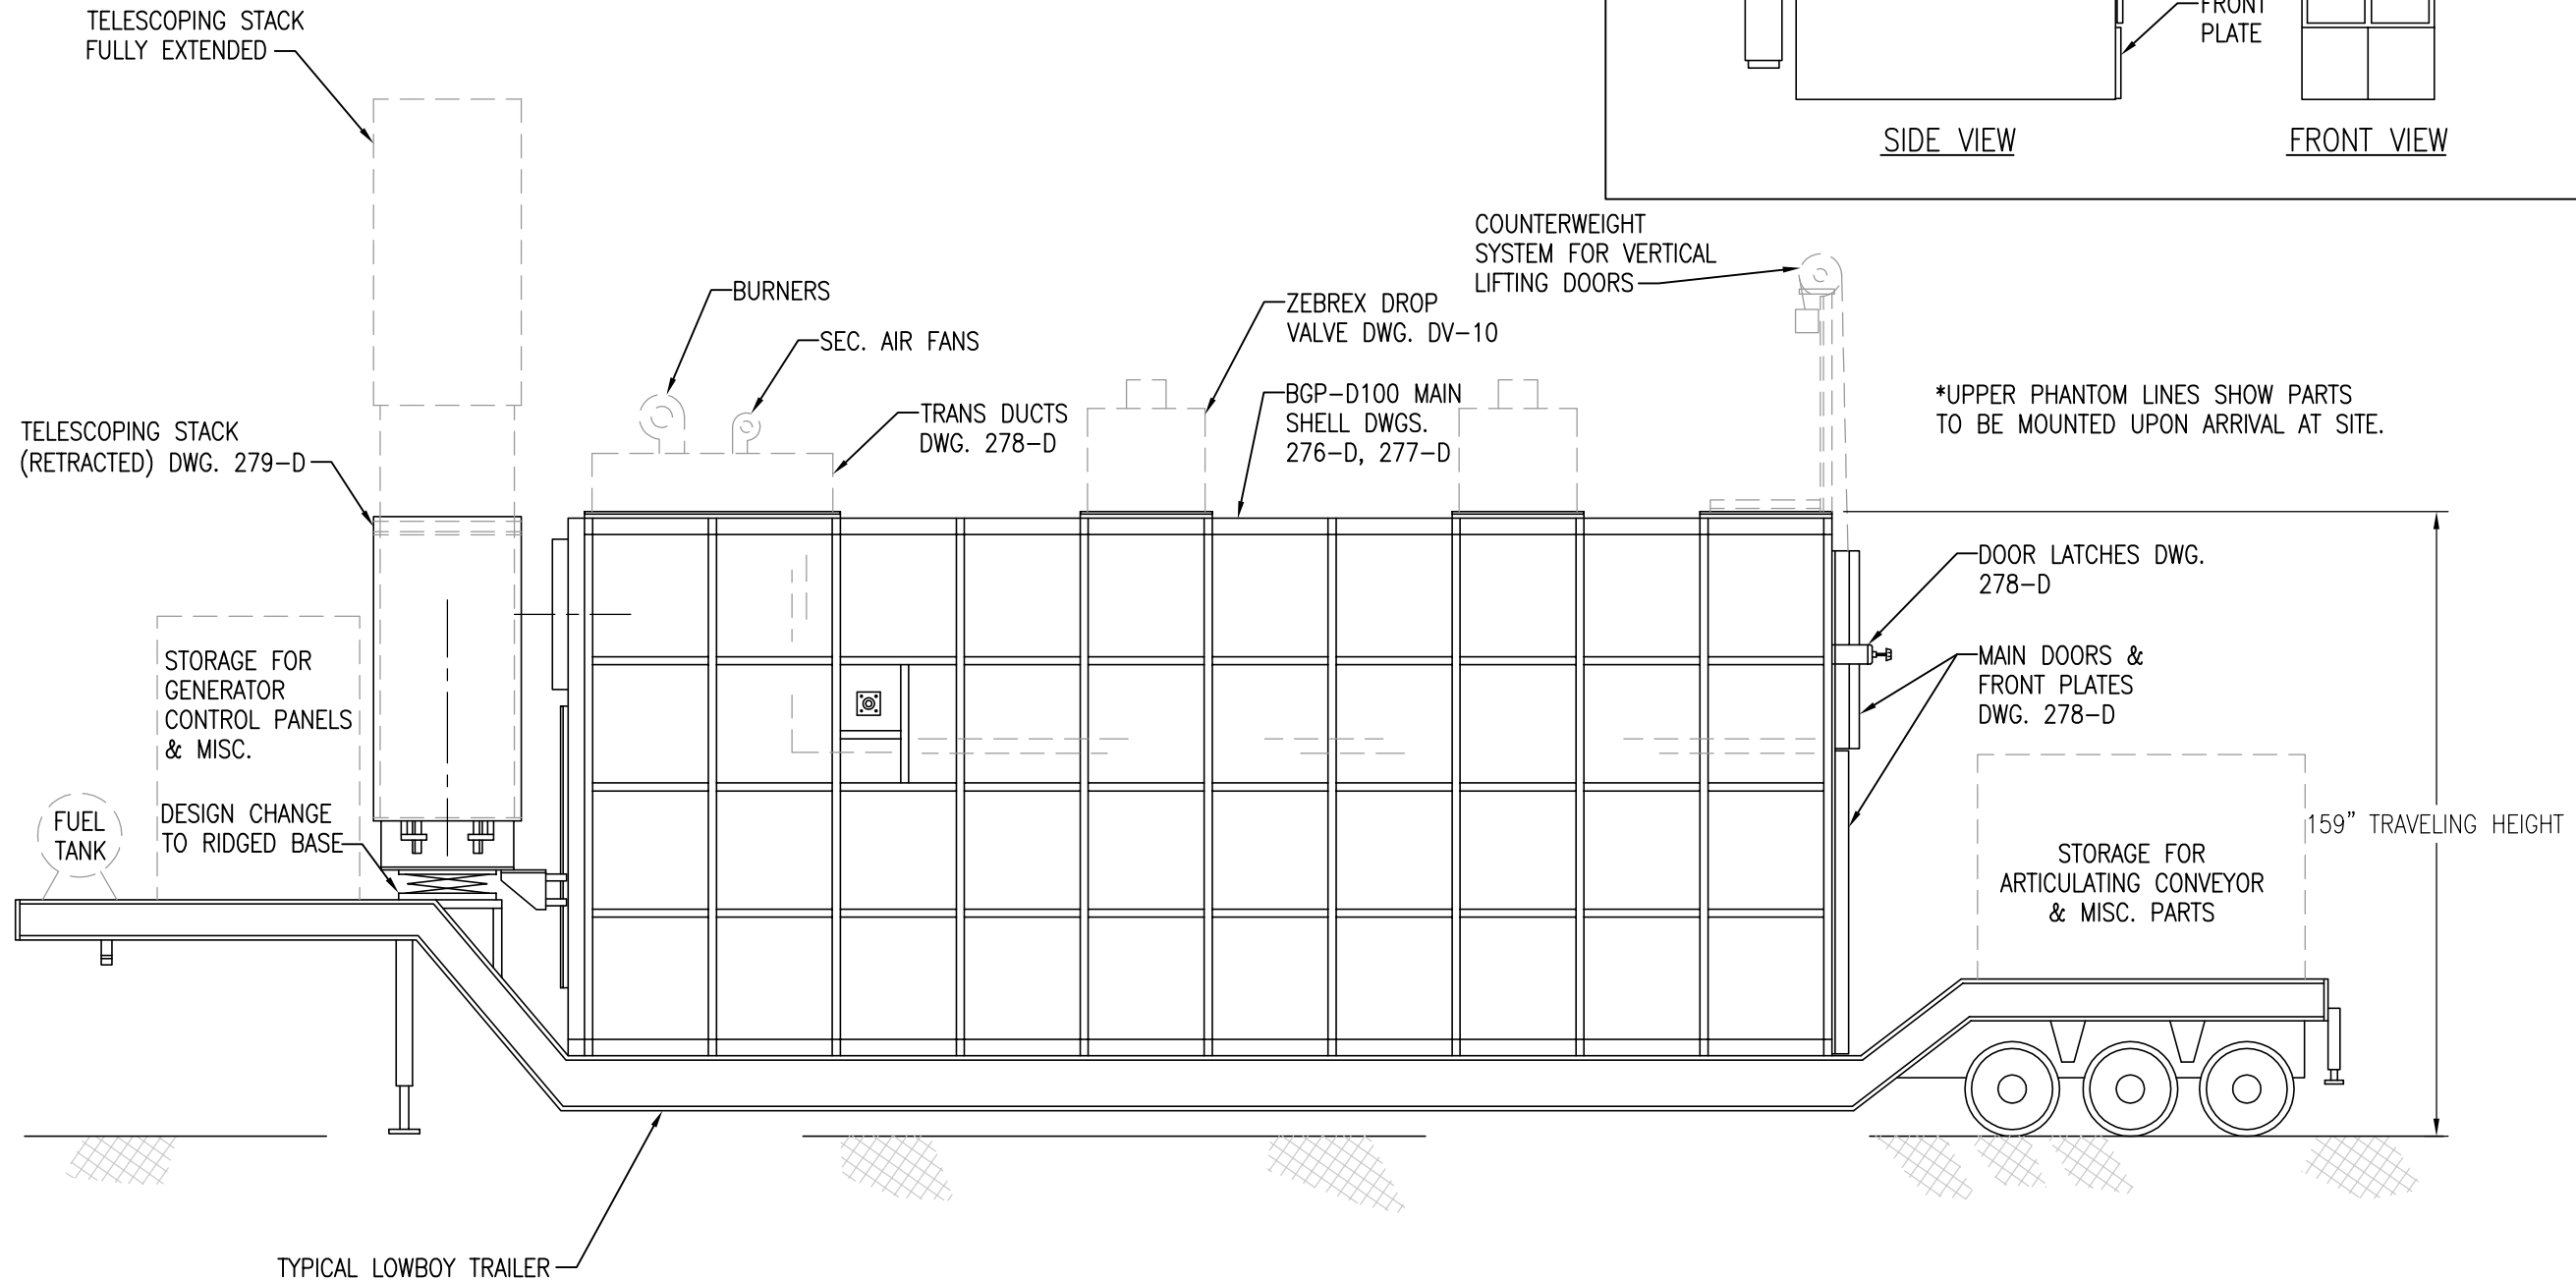 TELESCOPING STACK
FULLY EXTENDED
FRONT
PLATE
SIDE VIEW
FRONT VIEW
COUNTERWEIGHT
SYSTEM FOR VERTICAL
LIFTING DOORS
BURNERS
ZEBREX DROP
VALVE DWG. DV-10
SEC. AIR FANS
BGP-D100 MAIN
SHELL DWGS.
276-D, 277-D
*UPPER PHANTOM LINES SHOW PARTS
TO BE MOUNTED UPON ARRIVAL AT SITE.
TRANS DUCTS
DWG. 278-D
TELESCOPING STACK
(RETRACTED) DWG. 279-D
DOOR LATCHES DWG.
278-D
STORAGE FOR
GENERATOR
CONTROL PANELS
& MISC.
MAIN DOORS &
FRONT PLATES
DWG. 278-D
DESIGN CHANGE
TO RIDGED BASE
FUEL
TANK
159" TRAVELING HEIGHT
STORAGE FOR
ARTICULATING CONVEYOR
& MISC. PARTS
TYPICAL LOWBOY TRAILER